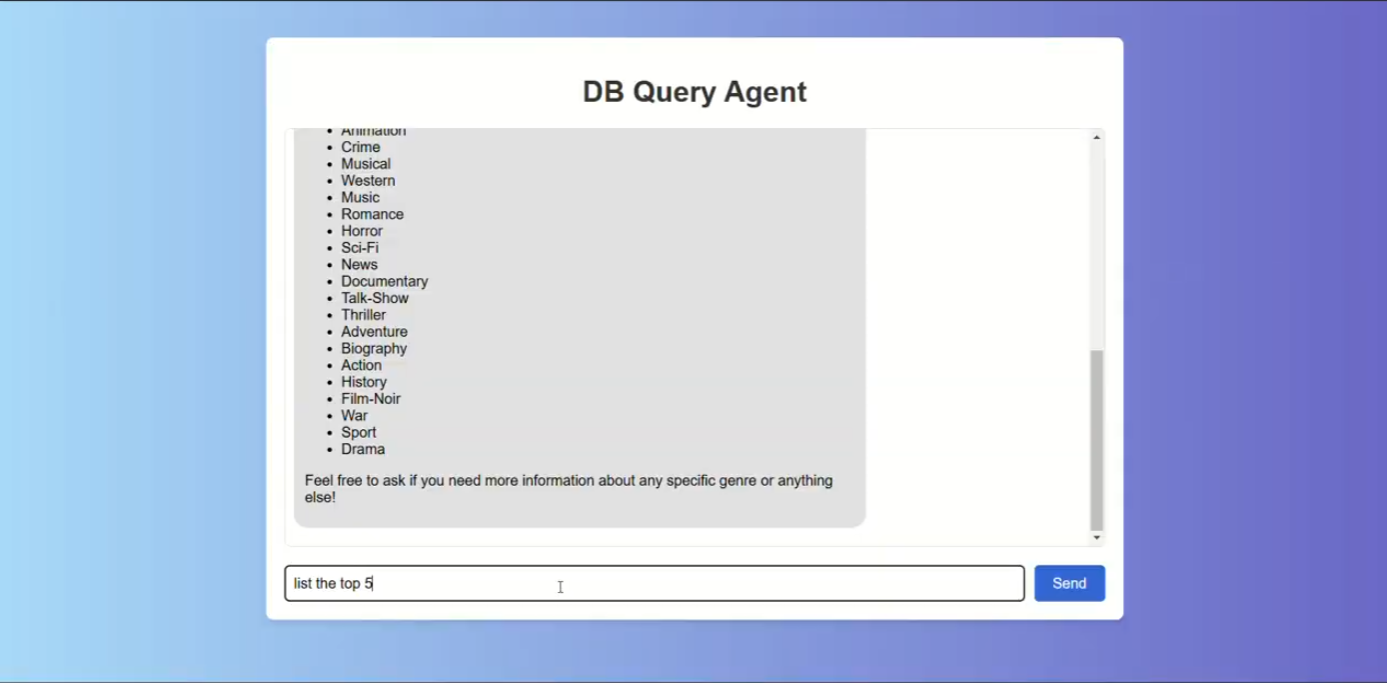 DB Query Agent
Animation
Crime
Musical
Western
Music
Romance
Horror
Sci-Fi
News
Documentary
Talk-Show
Thriller
Adventure
Biography
Action
History
Film-Noir
War
Sport
Drama
Feel free to ask if you need more information about any specific genre or anything
else!
list the top 5
Send